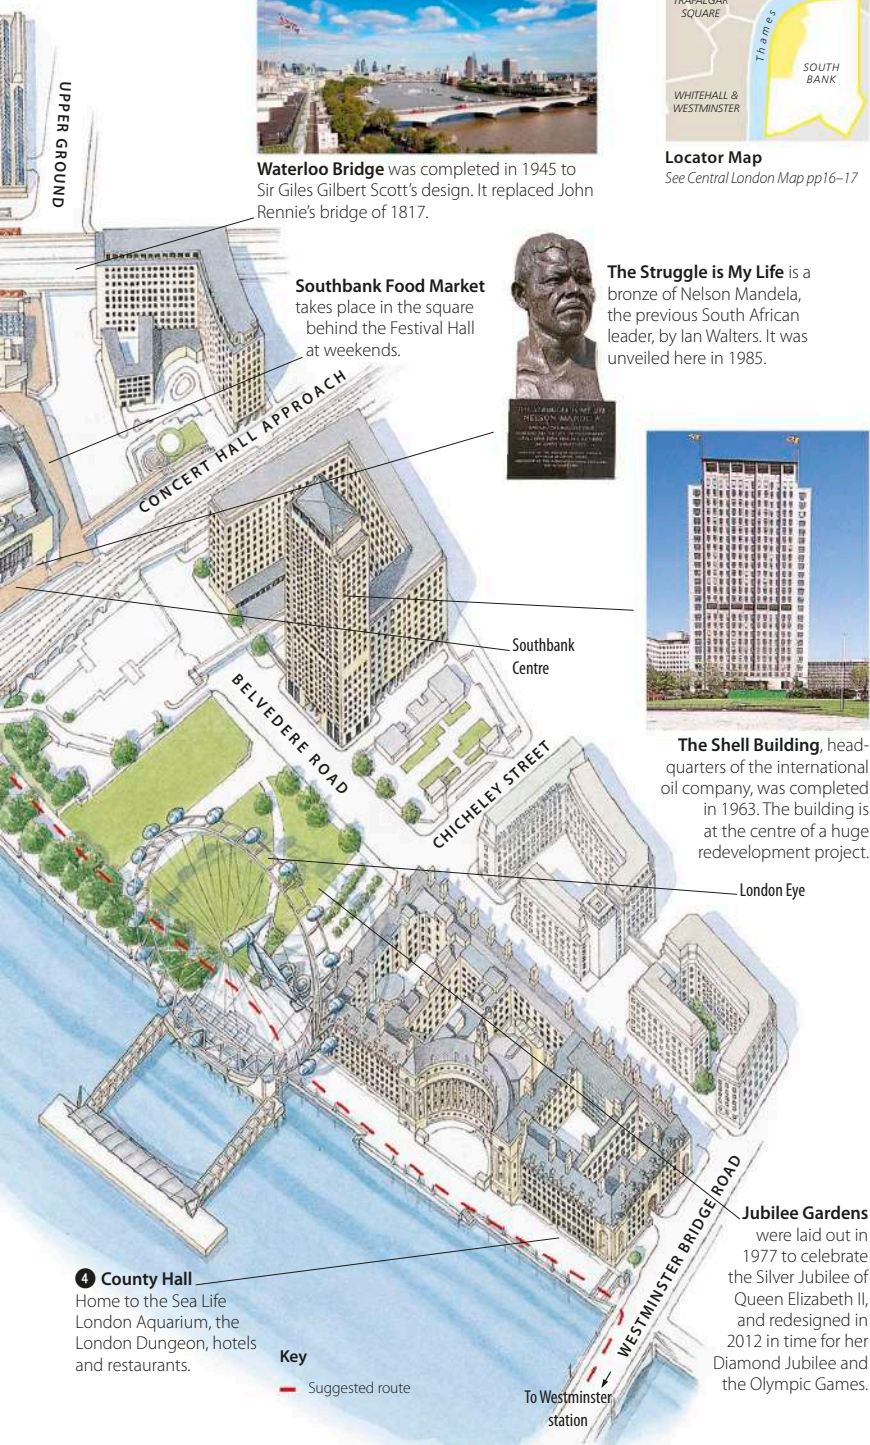 TRAFALGAR
SQUARE
Thames
SOUTH
BANK
WHITEHALL &
WESTMINSTER
Locator Map
See Central London Map pp16–17
UPPER GROUND
Waterloo Bridge was completed in 1945 to
Sir Giles Gilbert Scott’s design. It replaced John
Rennie’s bridge of 1817.
Southbank Food Market
takes place in the square
behind the Festival Hall
at weekends.
The Struggle is My Life is a
bronze of Nelson Mandela,
the previous South African
leader, by Ian Walters. It was
unveiled here in 1985.
THE STRUGGLE IS MY LIFE
NELSON MANDELA
CONCERT HALL APPROACH
Southbank
Centre
BELVEDERE ROAD
CHICHELEY STREET
The Shell Building, head-
quarters of the international
oil company, was completed
in 1963. The building is
at the centre of a huge
redevelopment project.
London Eye
WESTMINSTER BRIDGE ROAD
Jubilee Gardens
were laid out in
1977 to celebrate
the Silver Jubilee of
Queen Elizabeth II,
and redesigned in
2012 in time for her
Diamond Jubilee and
the Olympic Games.
4 County Hall
Home to the Sea Life
London Aquarium, the
London Dungeon, hotels
and restaurants.
Key
Suggested route
To Westminster
station